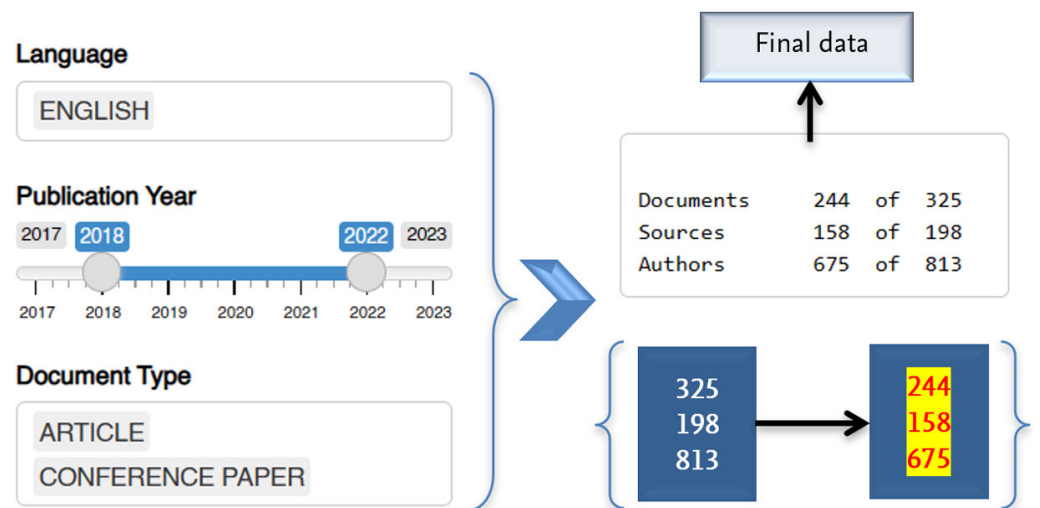 Language
ENGLISH
Publication Year
2017 2018 2022 2023
2017 2018 2019 2020 2021 2022 2023
Document Type
ARTICLE
CONFERENCE PAPER
Final data
Documents 244 of 325
Sources 158 of 198
Authors 675 of 813
325
198
813
244
158
675